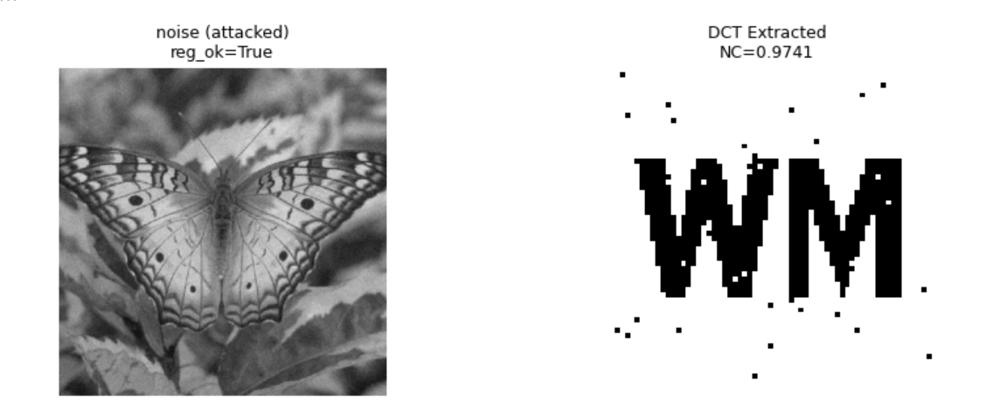 noise (attacked)
reg_ok=True
DCT Extracted
NC=0.9741
WM